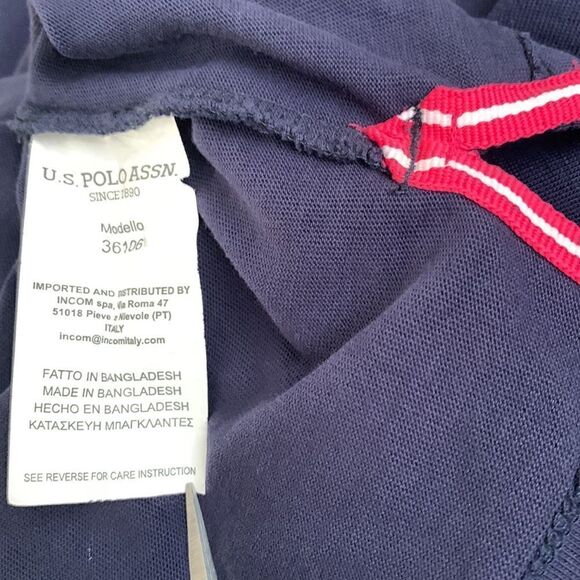 U.S. POLO ASSN.
SINCE 1890
Modello
IMPORTED AND DISTRIBUTED BY
INCOM spa, Via Roma 47
51018 Pieve a Nievole (PT)
ITALY
incom@incomitaly.com
FATTO IN BANGLADESH
MADE IN BANGLADESH
HECHO EN BANGLADESH
ΚΑΤΑΣΚΕΥΗ ΜΠΑΓΚΛΑΝΤΕΣ
SEE REVERSE FOR CARE INSTRUCTION